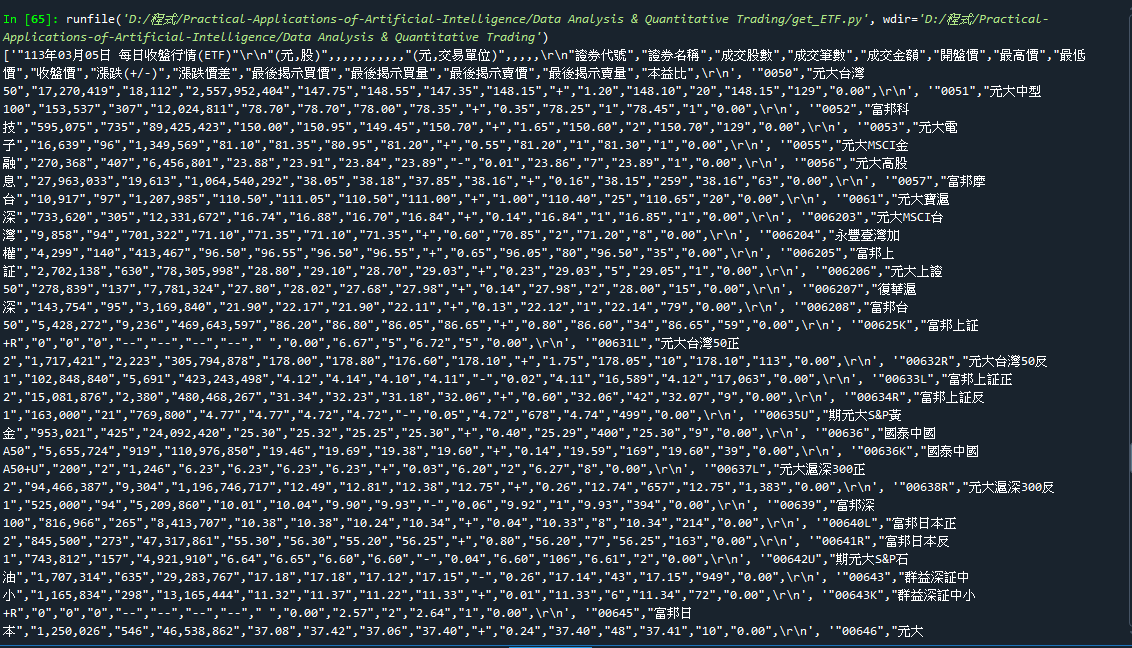 In [65]: runfile('D:/程式/Practical-Applications-of-Artificial-Intelligence/Data Analysis & Quantitative Trading/get_ETF.py', wdir='D:/程式/Practical-
Applications-of-Artificial-Intelligence/Data Analysis & Quantitative Trading')
['"113年03月05日 每日收盤行情(ETF)"\r\n"(元,股)",,,,,,,,,,,"(元,交易單位)",,,,,\r\n"證券代號","證券名稱","成交股數","成交筆數","成交金額","開盤價","最高價","最低
價","收盤價","漲跌(+/-)","漲跌價差","最後揭示買價","最後揭示買量","最後揭示賣價","最後揭示賣量","本益比",\r\n', '"0050","元大台灣
50","17,270,419","18,112","2,557,952,404","147.75","148.55","147.35","148.15","+","1.20","148.10","20","148.15","129","0.00",\r\n', '"0051","元大中型
100","153,537","307","12,024,811","78.70","78.70","78.00","78.35","+","0.35","78.25","1","78.45","1","0.00",\r\n', '"0052","富邦科
技","595,075","735","89,425,423","150.00","150.95","149.45","150.70","+","1.65","150.60","2","150.70","129","0.00",\r\n', '"0053","元大電
子","16,639","96","1,349,569","81.10","81.35","80.95","81.20","+","0.55","81.20","1","81.30","1","0.00",\r\n', '"0055","元大MSCI金
融","270,368","407","6,456,801","23.88","23.91","23.84","23.89","-","0.01","23.86","7","23.89","1","0.00",\r\n', '"0056","元大高股
息","27,963,033","19,613","1,064,540,292","38.05","38.18","37.85","38.16","+","0.16","38.15","259","38.16","63","0.00",\r\n', '"0057","富邦摩
台","10,917","97","1,207,985","110.50","111.05","110.50","111.00","+","1.00","110.40","25","110.65","20","0.00",\r\n', '"0061","元大寶滬
深","733,620","305","12,331,672","16.74","16.88","16.70","16.84","+","0.14","16.84","1","16.85","1","0.00",\r\n', '"006203","元大MSCI台
灣","9,858","94","701,322","71.10","71.35","71.10","71.35","+","0.60","70.85","2","71.20","8","0.00",\r\n', '"006204","永豐臺灣加
權","4,299","140","413,467","96.50","96.55","96.50","96.55","+","0.65","96.05","80","96.50","35","0.00",\r\n', '"006205","富邦上
証","2,702,138","630","78,305,998","28.80","29.10","28.70","29.03","+","0.23","29.03","5","29.05","1","0.00",\r\n', '"006206","元大上證
50","278,839","137","7,781,324","27.80","28.02","27.68","27.98","+","0.14","27.98","2","28.00","15","0.00",\r\n', '"006207","復華滬
深","143,754","95","3,169,840","21.90","22.17","21.90","22.11","+","0.13","22.12","1","22.14","79","0.00",\r\n', '"006208","富邦台
50","5,428,272","9,236","469,643,597","86.20","86.80","86.05","86.65","+","0.80","86.60","34","86.65","59","0.00",\r\n', '"00625K","富邦上証
+R","0","0","0","--","--","--","--"," ","0.00","6.67","5","6.72","5","0.00",\r\n', '"00631L","元大台灣50正
2","1,717,421","2,223","305,794,878","178.00","178.80","176.60","178.10","+","1.75","178.05","10","178.10","113","0.00",\r\n', '"00632R","元大台灣50反
1","102,848,840","5,691","423,243,498","4.12","4.14","4.10","4.11","-","0.02","4.11","16,589","4.12","17,063","0.00",\r\n', '"00633L","富邦上証正
2","15,081,876","2,380","480,468,267","31.34","32.23","31.18","32.06","+","0.60","32.06","42","32.07","9","0.00",\r\n', '"00634R","富邦上証反
1","163,000","21","769,800","4.77","4.77","4.72","4.72","-","0.05","4.72","678","4.74","499","0.00",\r\n', '"00635U","期元大S&P黃
金","953,021","425","24,092,420","25.30","25.32","25.25","25.30","+","0.40","25.29","400","25.30","9","0.00",\r\n', '"00636","國泰中國
A50","5,655,724","919","110,976,850","19.46","19.69","19.38","19.60","+","0.14","19.59","169","19.60","39","0.00",\r\n', '"00636K","國泰中國
A50+U","200","2","1,246","6.23","6.23","6.23","6.23","+","0.03","6.20","2","6.27","8","0.00",\r\n', '"00637L","元大滬深300正
2","94,466,387","9,304","1,196,746,717","12.49","12.81","12.38","12.75","+","0.26","12.74","657","12.75","1,383","0.00",\r\n', '"00638R","元大滬深300反
1","525,000","94","5,209,860","10.01","10.04","9.90","9.93","-","0.06","9.92","1","9.93","394","0.00",\r\n', '"00639","富邦深
100","816,966","265","8,413,707","10.38","10.38","10.24","10.34","+","0.04","10.33","8","10.34","214","0.00",\r\n', '"00640L","富邦日本正
2","845,500","273","47,317,861","55.30","56.30","55.20","56.25","+","0.80","56.20","7","56.25","163","0.00",\r\n', '"00641R","富邦日本反
1","743,812","157","4,921,910","6.64","6.65","6.60","6.60","-","0.04","6.60","106","6.61","2","0.00",\r\n', '"00642U","期元大S&P石
油","1,707,314","635","29,283,767","17.18","17.18","17.12","17.15","-","0.26","17.14","43","17.15","949","0.00",\r\n', '"00643","群益深証中
小","1,165,834","298","13,165,444","11.32","11.37","11.22","11.33","+","0.01","11.33","6","11.34","72","0.00",\r\n', '"00643K","群益深証中小
+R","0","0","0","--","--","--","--"," ","0.00","2.57","2","2.64","1","0.00",\r\n', '"00645","富邦日
本","1,250,026","546","46,538,862","37.08","37.42","37.06","37.40","+","0.24","37.40","48","37.41","10","0.00",\r\n', '"00646","元大